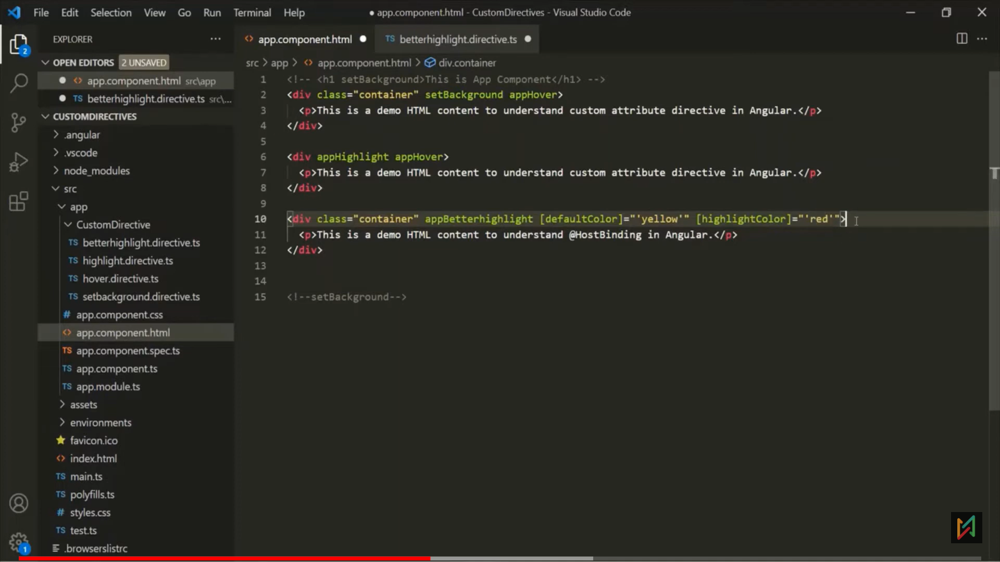 File Edit Selection View Go Run Terminal Help
● app.component.html - CustomDirectives - Visual Studio Code
EXPLORER
OPEN EDITORS 2 UNSAVED
app.component.html src\app
TS betterhighlight.directive.ts src\...
CUSTOMDIRECTIVES
.angular
.vscode
node_modules
src
app
CustomDirective
TS betterhighlight.directive.ts
TS highlight.directive.ts
TS hover.directive.ts
TS setbackground.directive.ts
# app.component.css
<> app.component.html
TS app.component.spec.ts
TS app.component.ts
TS app.module.ts
assets
environments
favicon.ico
<> index.html
TS main.ts
TS polyfills.ts
# styles.css
TS test.ts
.browserslistrc
2
1
<> app.component.html ●
TS betterhighlight.directive.ts ●
src > app > <> app.component.html > div.container
1 <!-- <h1 setBackground>This is App Component</h1> -->
2 <div class="container" setBackground appHover>
3 <p>This is a demo HTML content to understand custom attribute directive in Angular.</p>
4 </div>
5
6 <div appHighlight appHover>
7 <p>This is a demo HTML content to understand custom attribute directive in Angular.</p>
8 </div>
9
10 <div class="container" appBetterhighlight [defaultColor]="'yellow'" [highlightColor]="'red'">
11 <p>This is a demo HTML content to understand @HostBinding in Angular.</p>
12 </div>
13
14
15 <!--setBackground-->